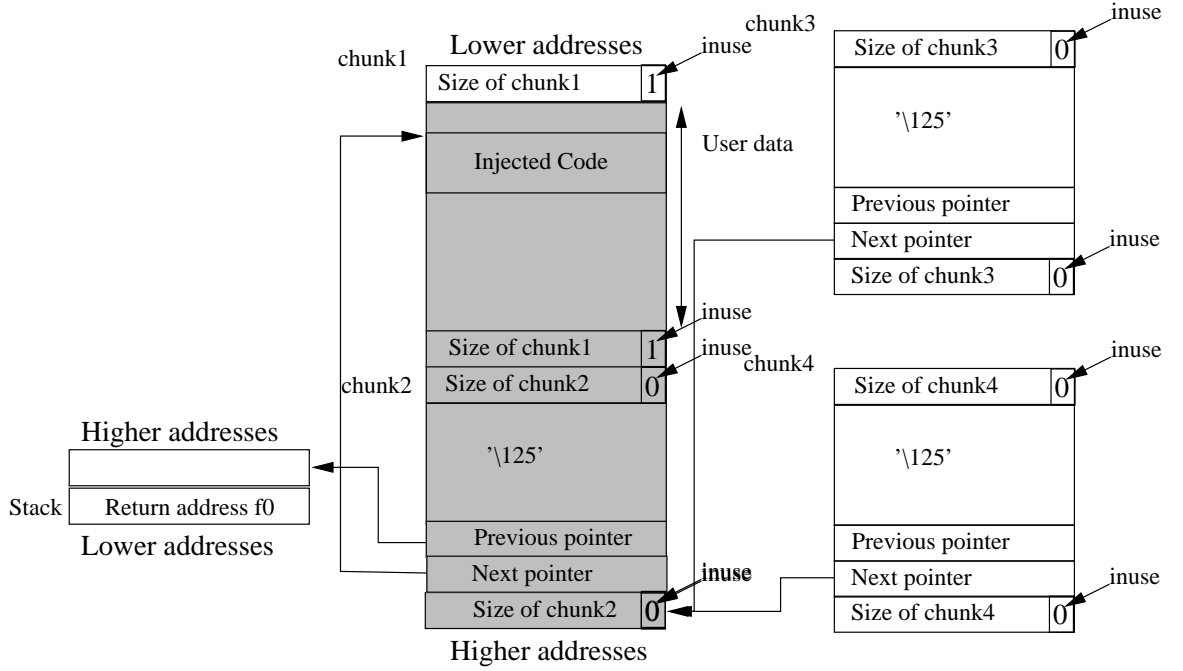 chunk1
Lower addresses
inuse
Size of chunk1
1
User data
Injected Code
inuse
Size of chunk1
1
inuse
chunk2
Size of chunk2
0
’\125’
Previous pointer
Next pointer
inuse
inuse
Size of chunk2
0
Higher addresses
Higher addresses
Stack
Return address f0
Lower addresses
chunk3
inuse
Size of chunk3
0
’\125’
Previous pointer
Next pointer
inuse
Size of chunk3
0
chunk4
inuse
Size of chunk4
0
’\125’
Previous pointer
Next pointer
inuse
Size of chunk4
0